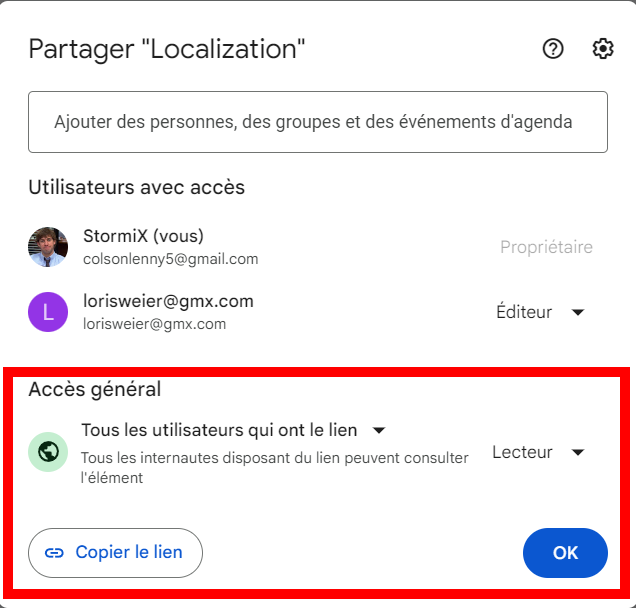 Partager "Localization"
Ajouter des personnes, des groupes et des événements d'agenda
Utilisateurs avec accès
StormiX (vous)
colsonlenny5@gmail.com
Propriétaire
L
lorisweier@gmx.com
lorisweier@gmx.com
Éditeur
Accès général
Tous les utilisateurs qui ont le lien
Tous les internautes disposant du lien peuvent consulter
l'élément
Lecteur
Copier le lien
OK